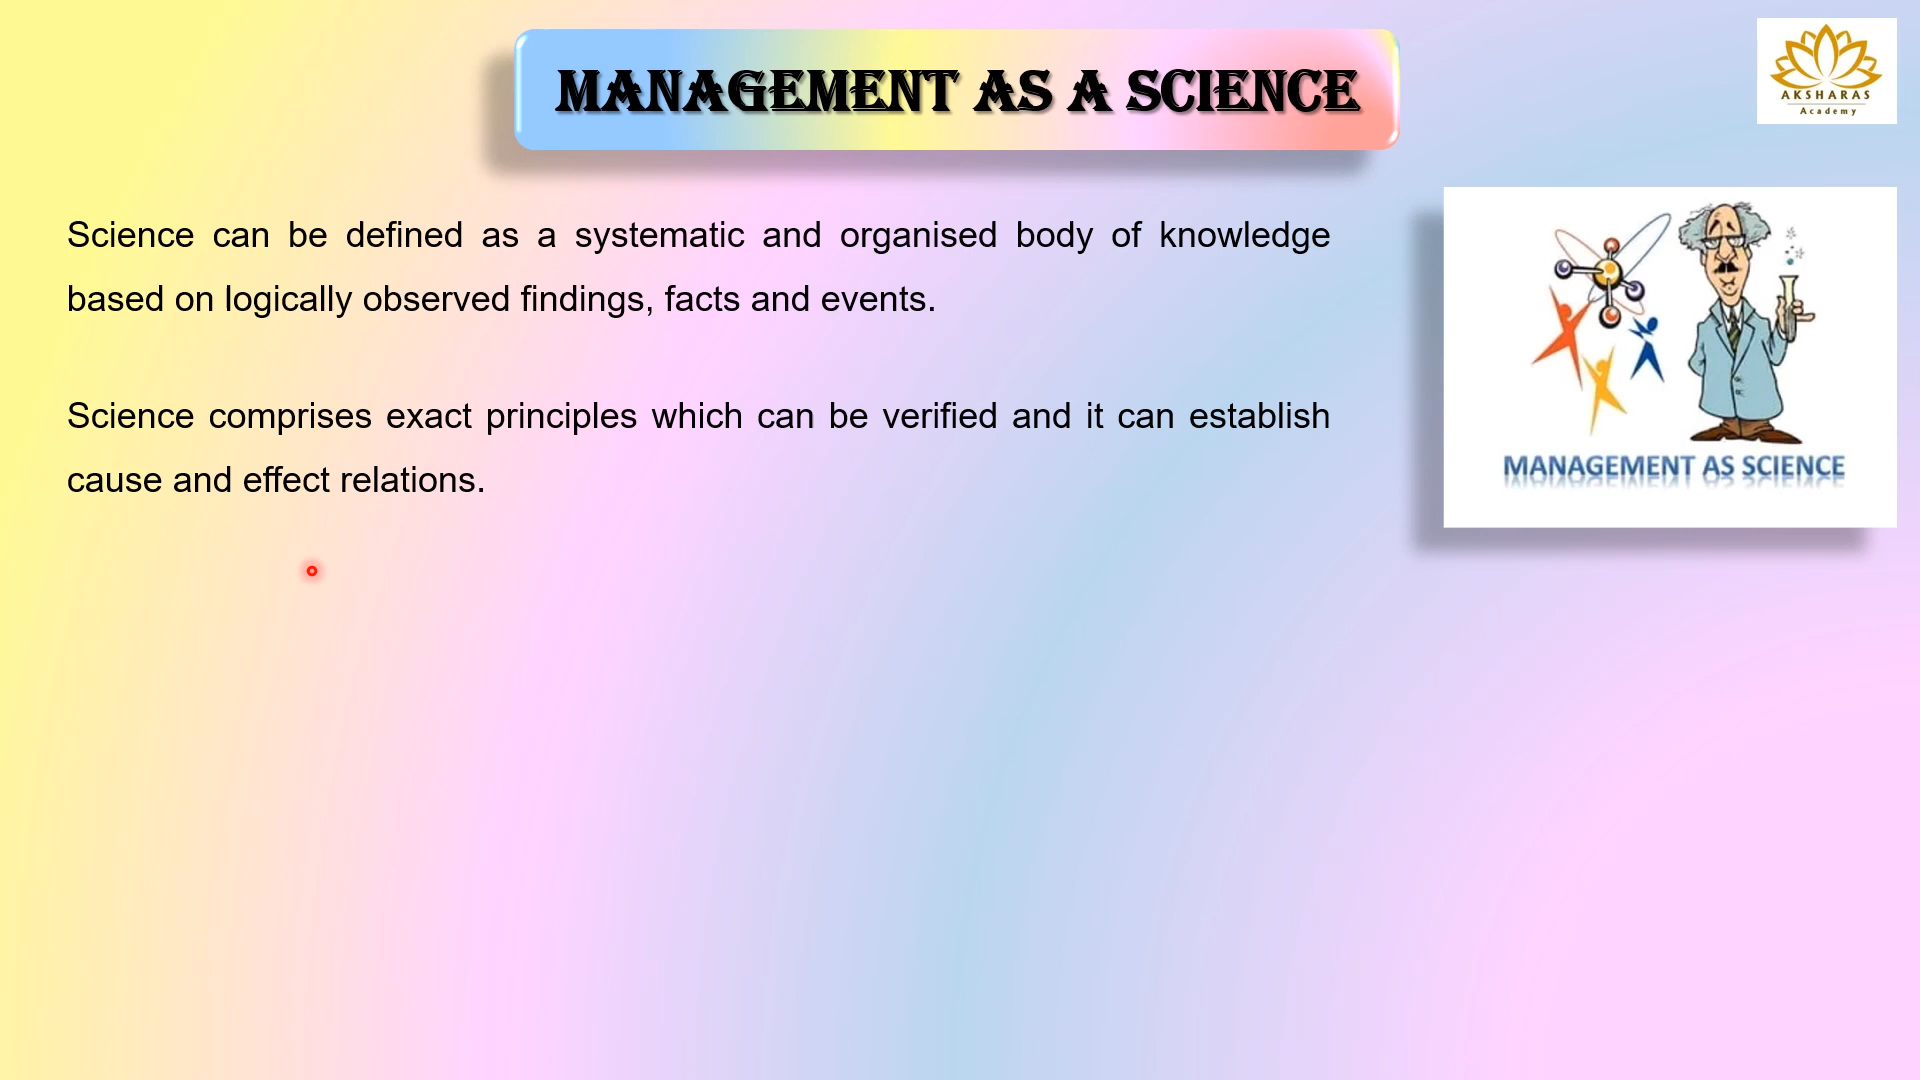 MANAGEMENT AS A SCIENCE
AKSHARAS
Academy
Science can be defined as a systematic and organised body of knowledge
based on logically observed findings, facts and events.
Science comprises exact principles which can be verified and it can establish
cause and effect relations.
MANAGEMENT AS SCIENCE